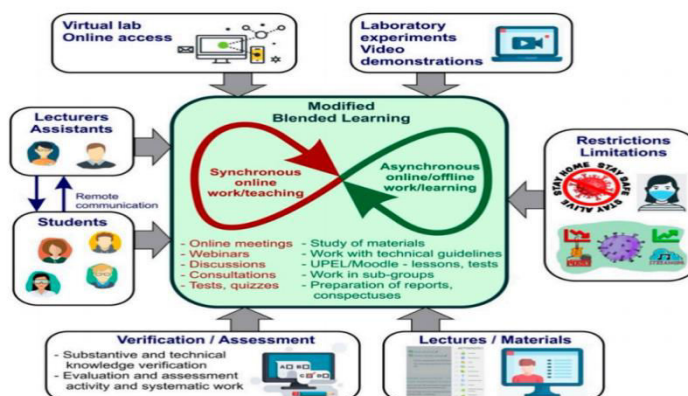 Virtual lab
Online access
Laboratory
experiments
Video
demonstrations
Lecturers
Assistants
Remote
communication
Students
Modified
Blended Learning
Synchronous
online
work/teaching
Asynchronous
online/offline
work/learning
- Online meetings
- Webinars
- Discussions
- Consultations
- Tests, quizzes
- Study of materials
- Work with technical guidelines
- UPEL/Moodle - lessons, tests
- Work in sub-groups
- Preparation of reports,
conspectuses
Restrictions
Limitations
STAY HOME STAY SAFE
STAY ALIVE
Verification / Assessment
- Substantive and technical
knowledge verification
- Evaluation and assessment
activity and systematic work
A B
C D
Lectures / Materials